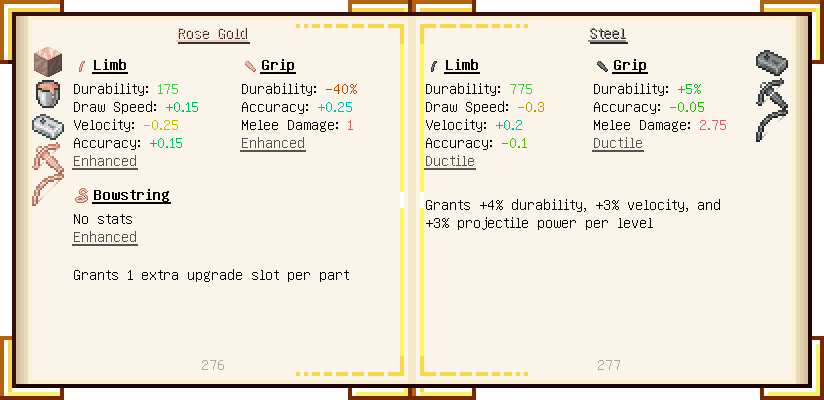 Rose Gold
Limb
Durability: 175
Draw Speed: +0.15
Velocity: -0.25
Accuracy: +0.15
Enhanced
Grip
Durability: -40%
Accuracy: +0.25
Melee Damage: 1
Enhanced
Bowstring
No stats
Enhanced
Grants 1 extra upgrade slot per part
276
Steel
Limb
Durability: 775
Draw Speed: -0.3
Velocity: +0.2
Accuracy: -0.1
Ductile
Grip
Durability: +5%
Accuracy: -0.05
Melee Damage: 2.75
Ductile
Grants +4% durability, +3% velocity, and
+3% projectile power per level
277